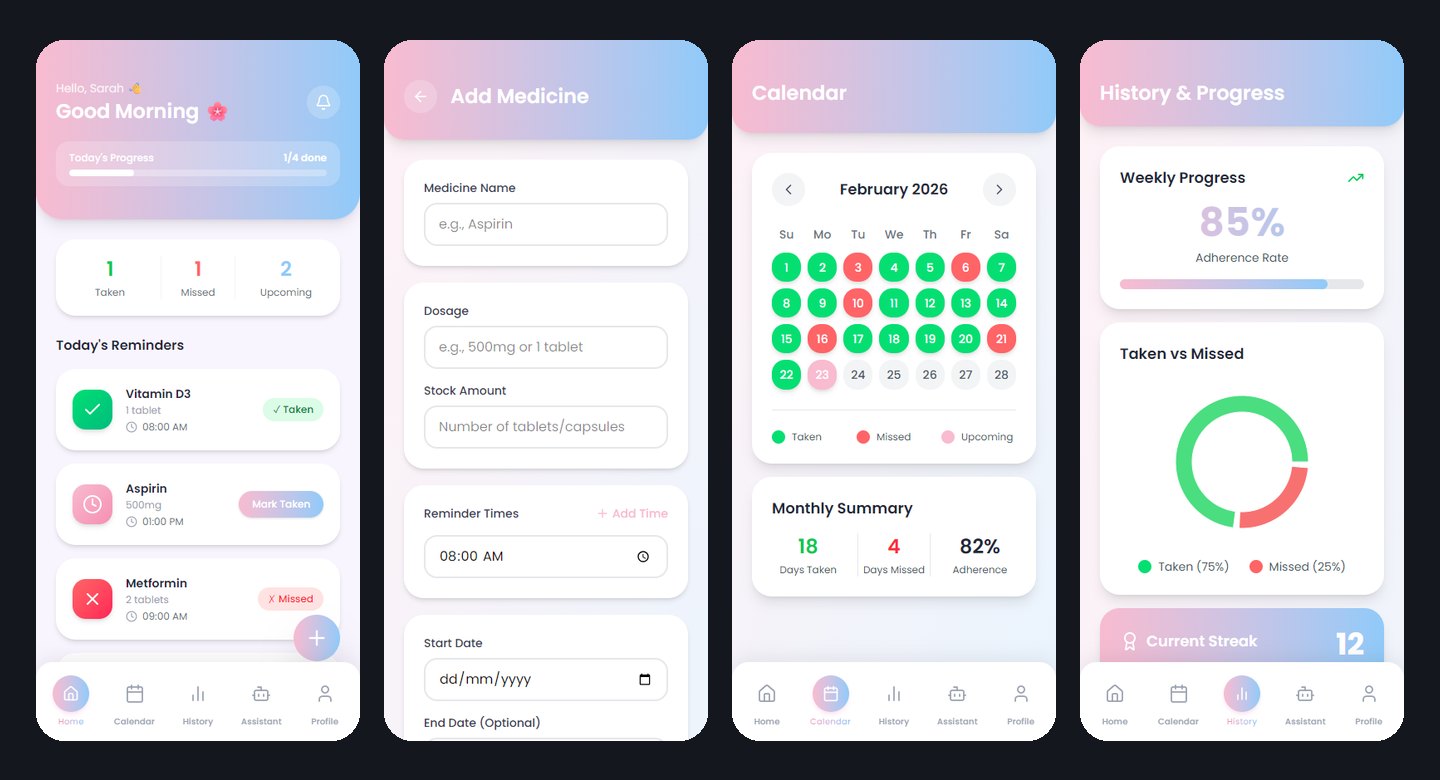 Hello, Sarah 👋
Good Morning 🌸
Today's Progress 1/4 done
1 1 2
Taken Missed Upcoming
Today's Reminders
Vitamin D3
1 tablet
08:00 AM
✓ Taken
Aspirin
500mg
01:00 PM
Mark Taken
Metformin
2 tablets
09:00 AM
✗ Missed
Home Calendar History Assistant Profile
Add Medicine
Medicine Name
e.g., Aspirin
Dosage
e.g., 500mg or 1 tablet
Stock Amount
Number of tablets/capsules
Reminder Times + Add Time
08:00 AM
Start Date
dd/mm/yyyy
End Date (Optional)
Calendar
February 2026
Su Mo Tu We Th Fr Sa
1 2 3 4 5 6 7
8 9 10 11 12 13 14
15 16 17 18 19 20 21
22 23 24 25 26 27 28
Taken Missed Upcoming
Monthly Summary
18 4 82%
Days Taken Days Missed Adherence
Home Calendar History Assistant Profile
History & Progress
Weekly Progress
85%
Adherence Rate
Taken vs Missed
Taken (75%) Missed (25%)
Current Streak 12
Home Calendar History Assistant Profile